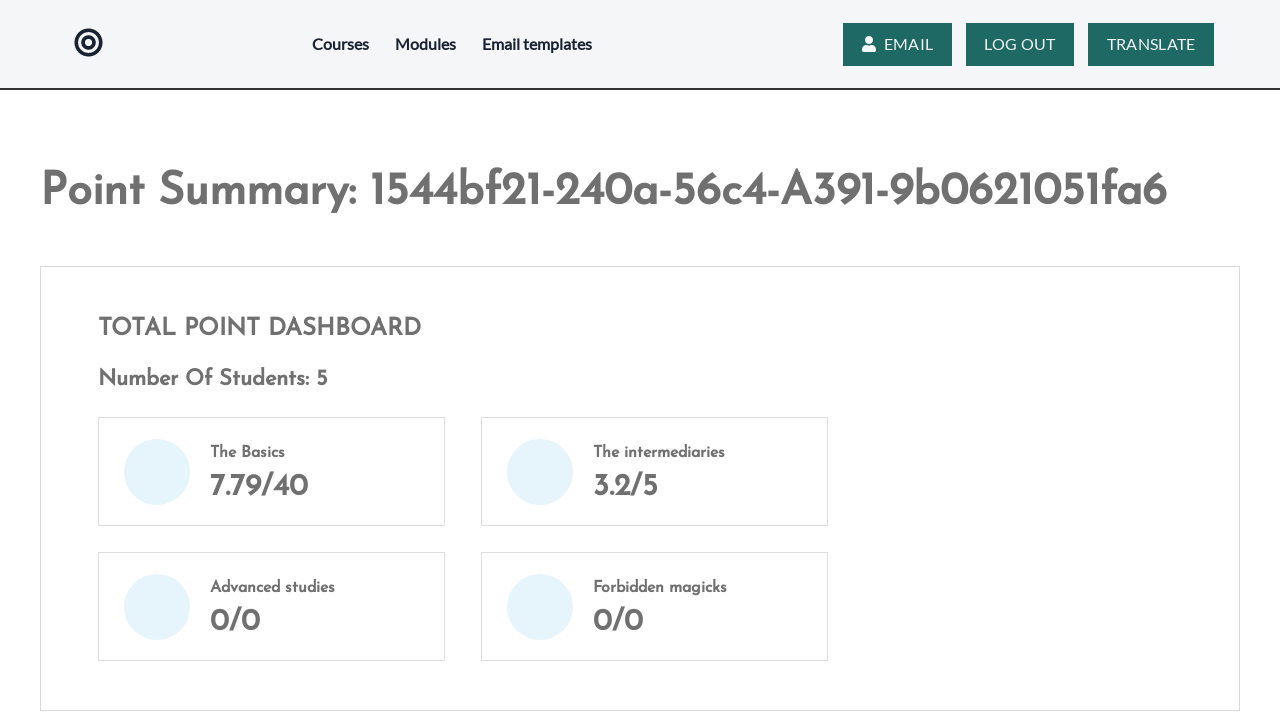 Courses Modules Email templates EMAIL LOG OUT TRANSLATE
Point Summary: 1544bf21-240a-56c4-A391-9b0621051fa6
TOTAL POINT DASHBOARD
Number Of Students: 5
The Basics
7.79/40
The intermediaries
3.2/5
Advanced studies
0/0
Forbidden magicks
0/0